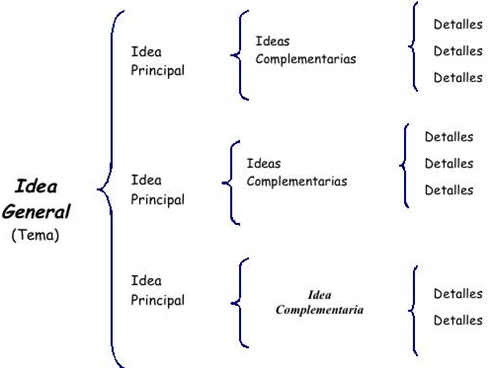 Idea
General
(Tema)
Idea
Principal
Ideas
Complementarias
Detalles
Detalles
Detalles
Idea
Principal
Ideas
Complementarias
Detalles
Detalles
Detalles
Idea
Principal
Idea
Complementaria
Detalles
Detalles